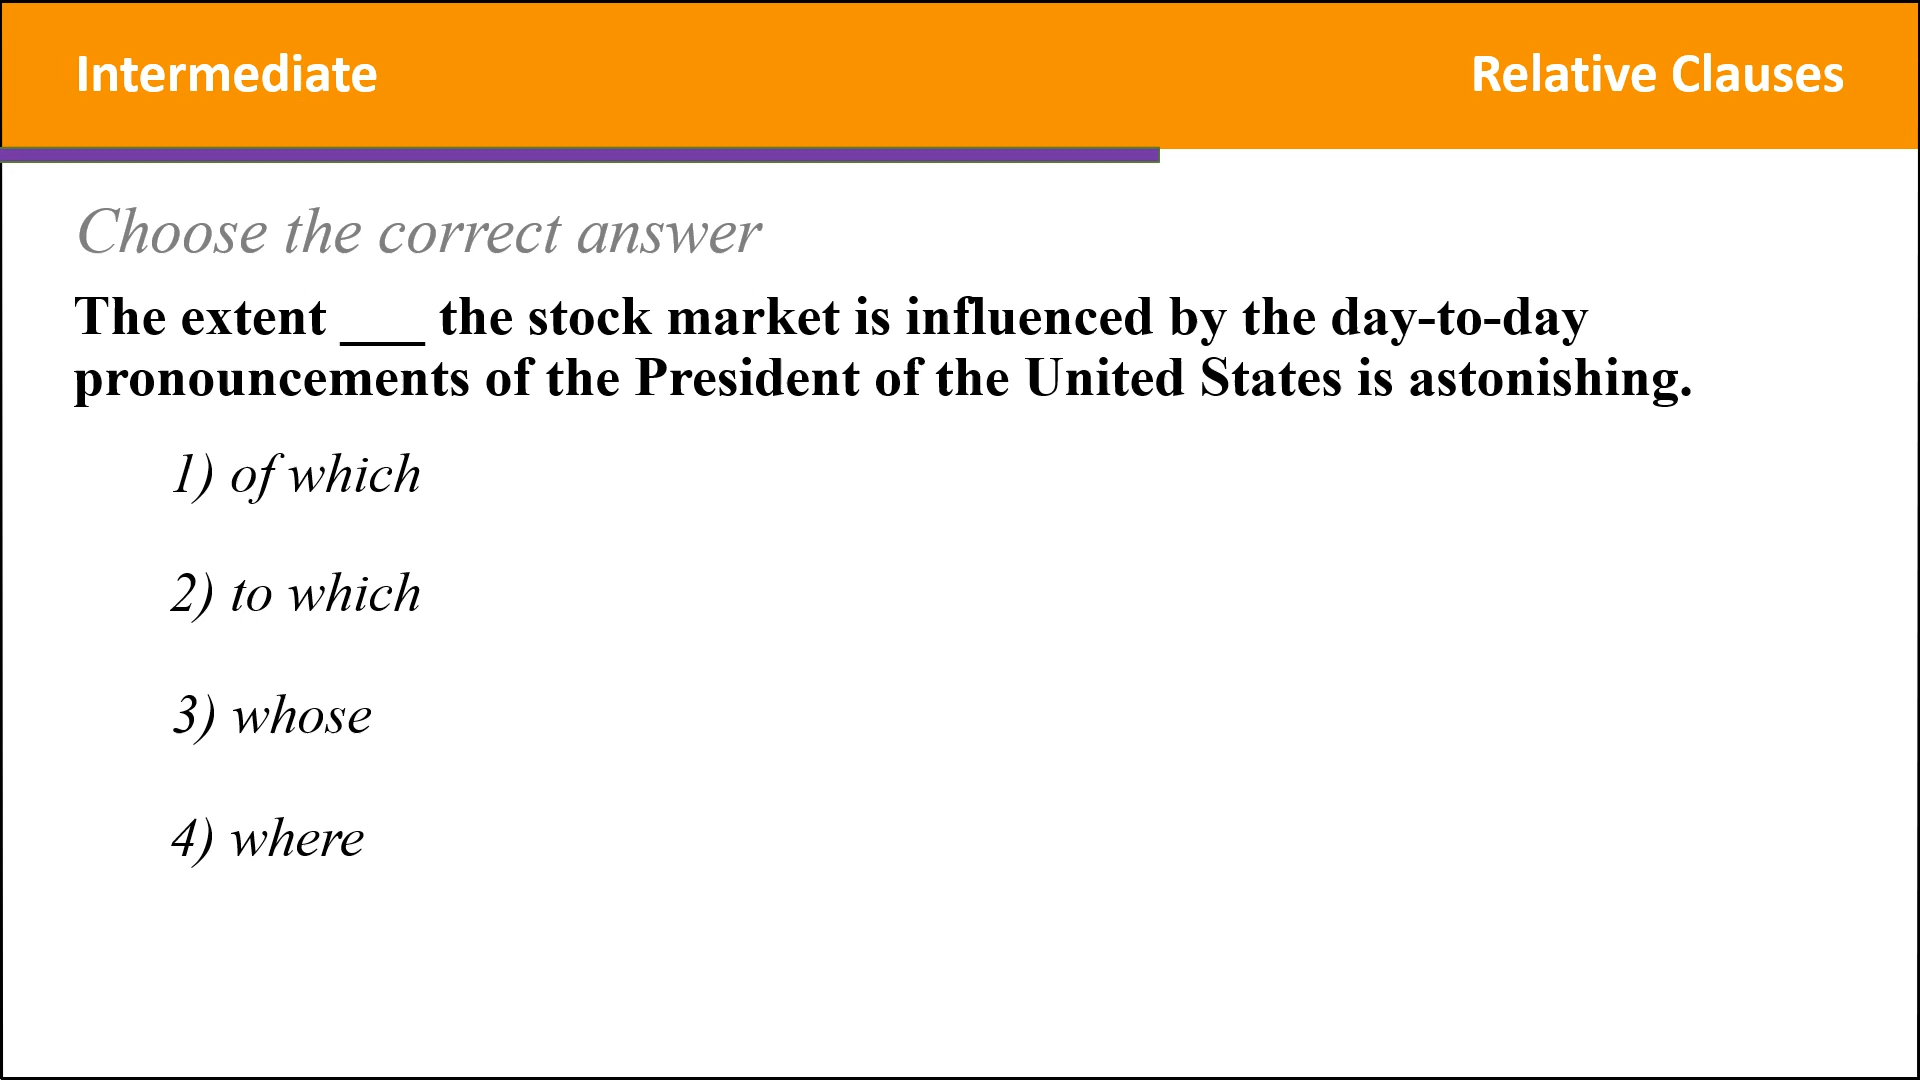 Intermediate
Relative Clauses
Choose the correct answer
The extent ___ the stock market is influenced by the day-to-day
pronouncements of the President of the United States is astonishing.
1) of which
2) to which
3) whose
4) where